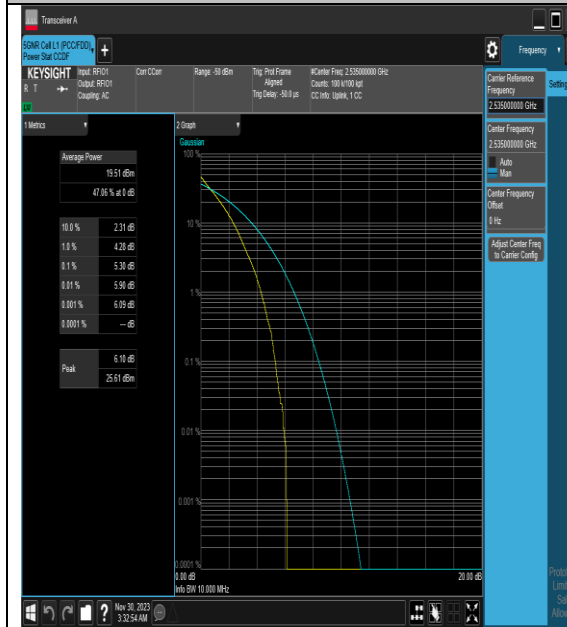 Transceiver A
5GNR Cell L1 (PCC/FDD),
Power Stat CCDF
Frequency
KEYSIGHT
R T
Input: RFIO1
Output: RFIO1
Coupling: AC
Corr CCorr
Range: -50 dBm
Trig: Prot Frame
Aligned
Trig Delay: -50.0 µs
#Center Freq: 2.535000000 GHz
Counts: 100 k/100 kpt
CC Info: Uplink, 1 CC
1 Metrics
Average Power
19.51 dBm
47.06 % at 0 dB
10.0 % 2.31 dB
1.0 % 4.28 dB
0.1 % 5.30 dB
0.01 % 5.90 dB
0.001 % 6.09 dB
0.0001 % --- dB
Peak
6.10 dB
25.61 dBm
2 Graph
Gaussian
100 %
10 %
1 %
0.1 %
0.01 %
0.001 %
0.0001 %
0.00 dB
20.00 dB
Info BW 10.000 MHz
Carrier Reference
Frequency
2.535000000 GHz
Center Frequency
2.535000000 GHz
Auto
Man
Center Frequency
Offset
0 Hz
Adjust Center Freq
to Carrier Config
Setting
Nov 30, 2023
3:32:54 AM